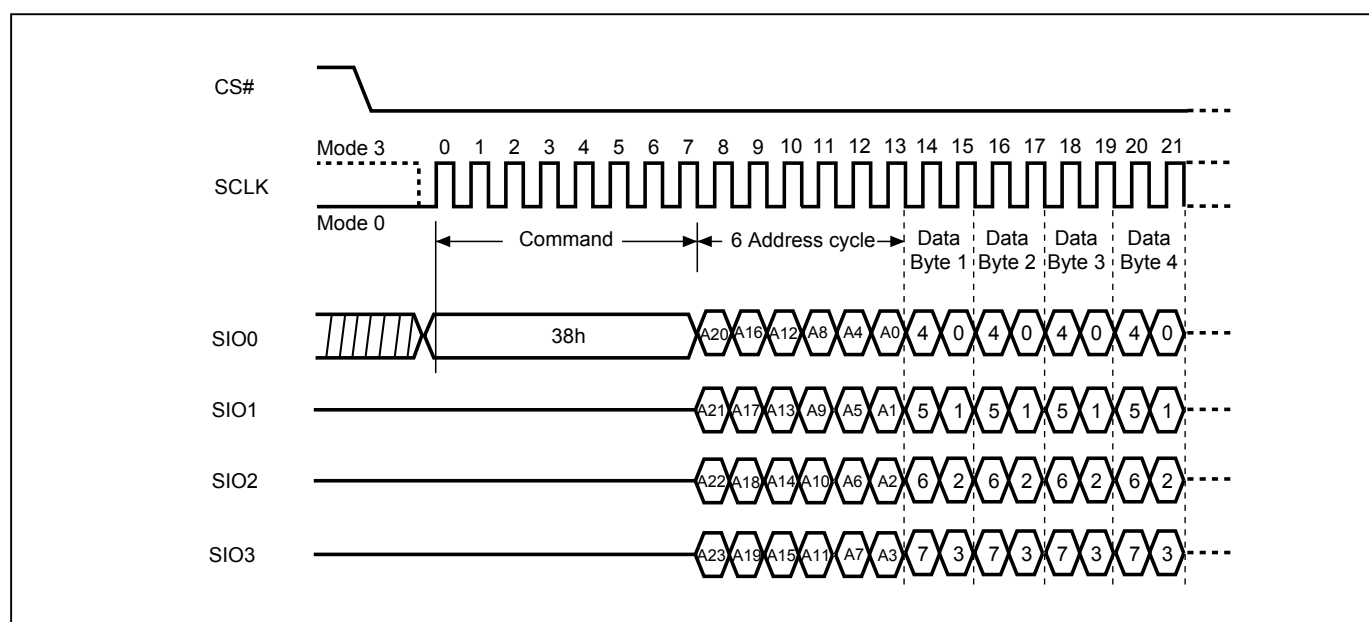 CS#
Mode 3
0 1 2 3 4 5 6 7 8 9 10 11 12 13 14 15 16 17 18 19 20 21
SCLK
Mode 0
Command 6 Address cycle Data Byte 1 Data Byte 2 Data Byte 3 Data Byte 4
SIO0 38h A20 A16 A12 A8 A4 A0 4 0 4 0 4 0 4 0
SIO1 A21 A17 A13 A9 A5 A1 5 1 5 1 5 1 5 1
SIO2 A22 A18 A14 A10 A6 A2 6 2 6 2 6 2 6 2
SIO3 A23 A19 A15 A11 A7 A3 7 3 7 3 7 3 7 3